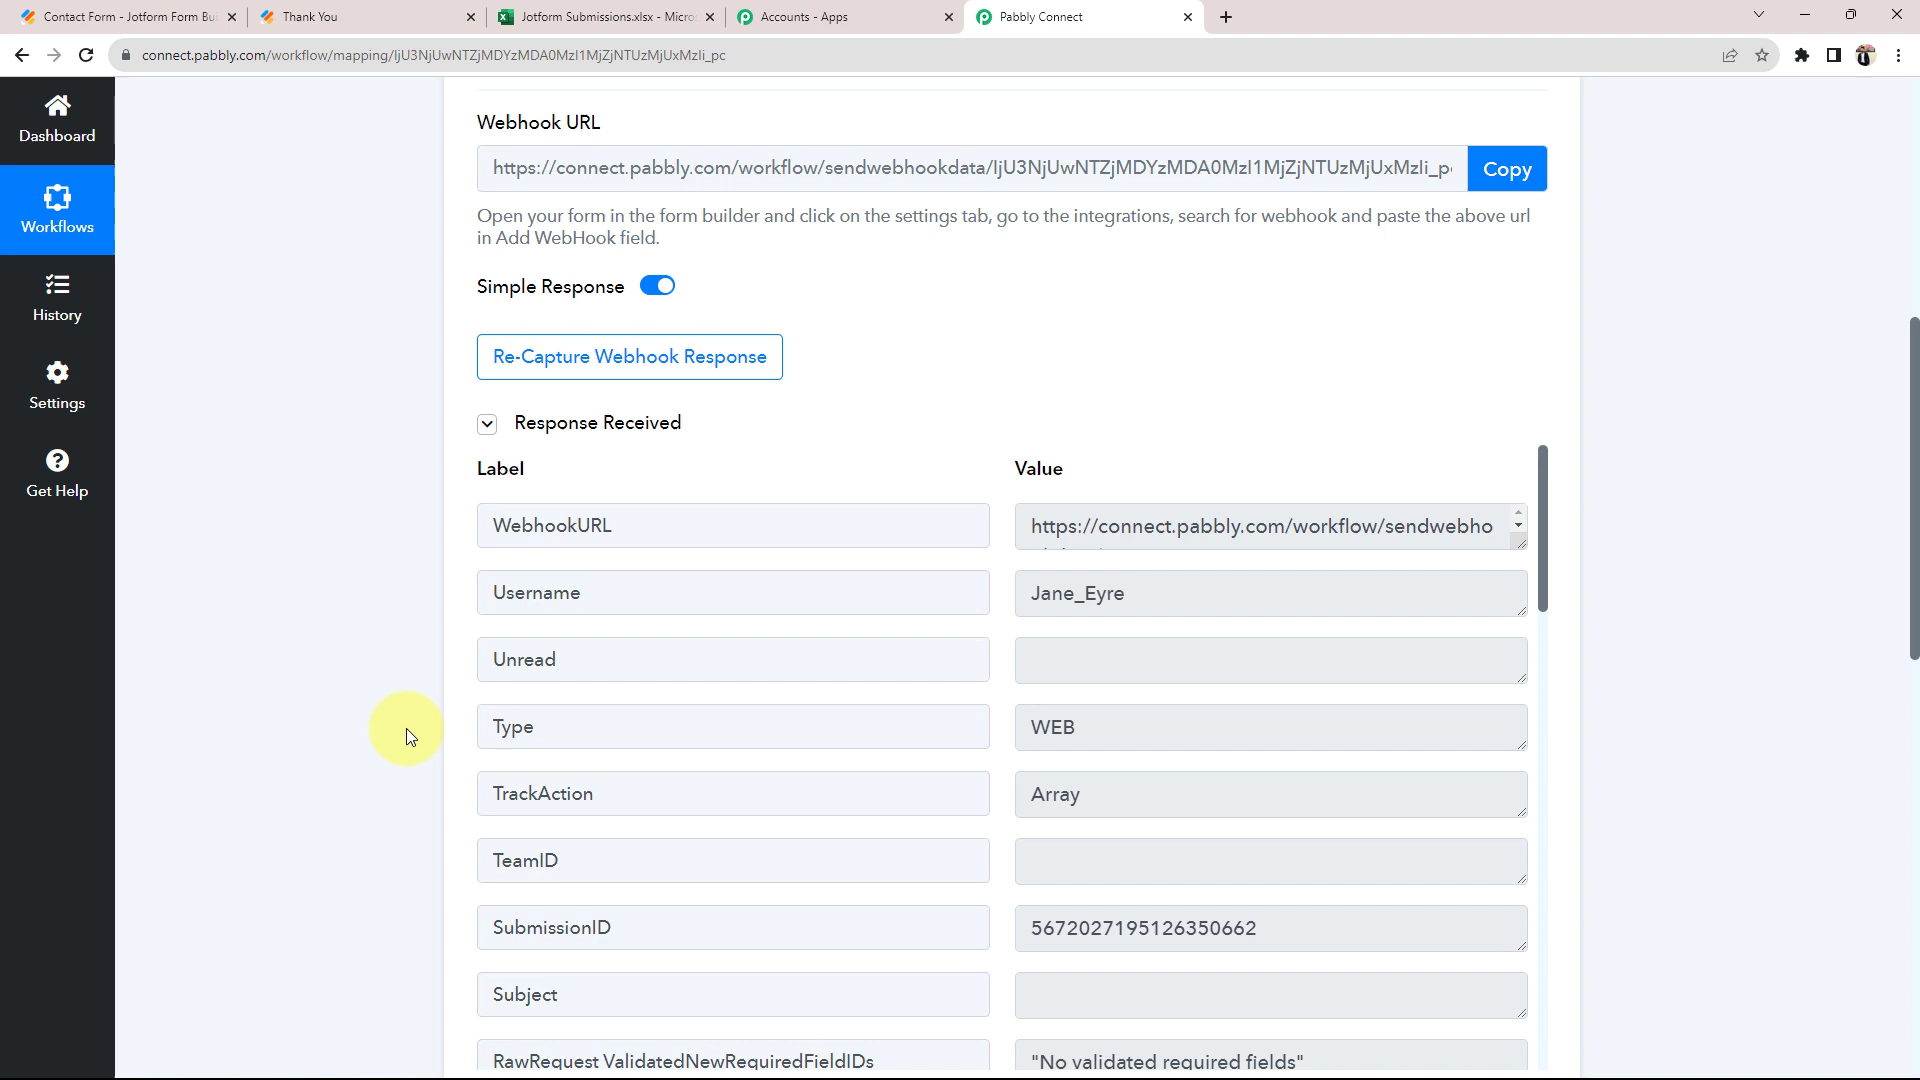 Contact Form - Jotform Form Bui
Thank You
Jotform Submissions.xlsx - Micro
Accounts - Apps
Pabbly Connect
connect.pabbly.com/workflow/mapping/IjU3NjUwNTZjMDYzMDA0MzI1MjZjNTUzMjUxMzIi_pc
Dashboard
Workflows
History
Settings
Get Help
Webhook URL
https://connect.pabbly.com/workflow/sendwebhookdata/IjU3NjUwNTZjMDYzMDA0MzI1MjZjNTUzMjUxMzIi_pc
Copy
Open your form in the form builder and click on the settings tab, go to the integrations, search for webhook and paste the above url
in Add WebHook field.
Simple Response
Re-Capture Webhook Response
Response Received
Label Value
WebhookURL https://connect.pabbly.com/workflow/sendwebho
Username Jane_Eyre
Unread
Type WEB
TrackAction Array
TeamID
SubmissionID 5672027195126350662
Subject
RawRequest ValidatedNewRequiredFieldIDs "No validated required fields"